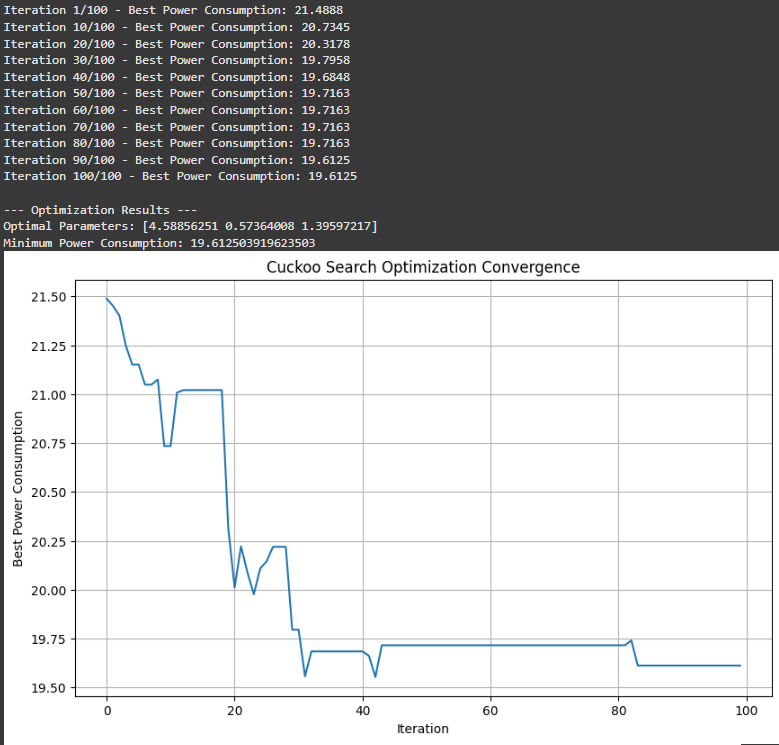 Iteration 1/100 - Best Power Consumption: 21.4888
Iteration 10/100 - Best Power Consumption: 20.7345
Iteration 20/100 - Best Power Consumption: 20.3178
Iteration 30/100 - Best Power Consumption: 19.7958
Iteration 40/100 - Best Power Consumption: 19.6848
Iteration 50/100 - Best Power Consumption: 19.7163
Iteration 60/100 - Best Power Consumption: 19.7163
Iteration 70/100 - Best Power Consumption: 19.7163
Iteration 80/100 - Best Power Consumption: 19.7163
Iteration 90/100 - Best Power Consumption: 19.6125
Iteration 100/100 - Best Power Consumption: 19.6125
--- Optimization Results ---
Optimal Parameters: [4.58856251 0.57364008 1.39597217]
Minimum Power Consumption: 19.612503919623503
Cuckoo Search Optimization Convergence
Best Power Consumption
21.50
21.25
21.00
20.75
20.50
20.25
20.00
19.75
19.50
0 20 40 60 80 100
Iteration